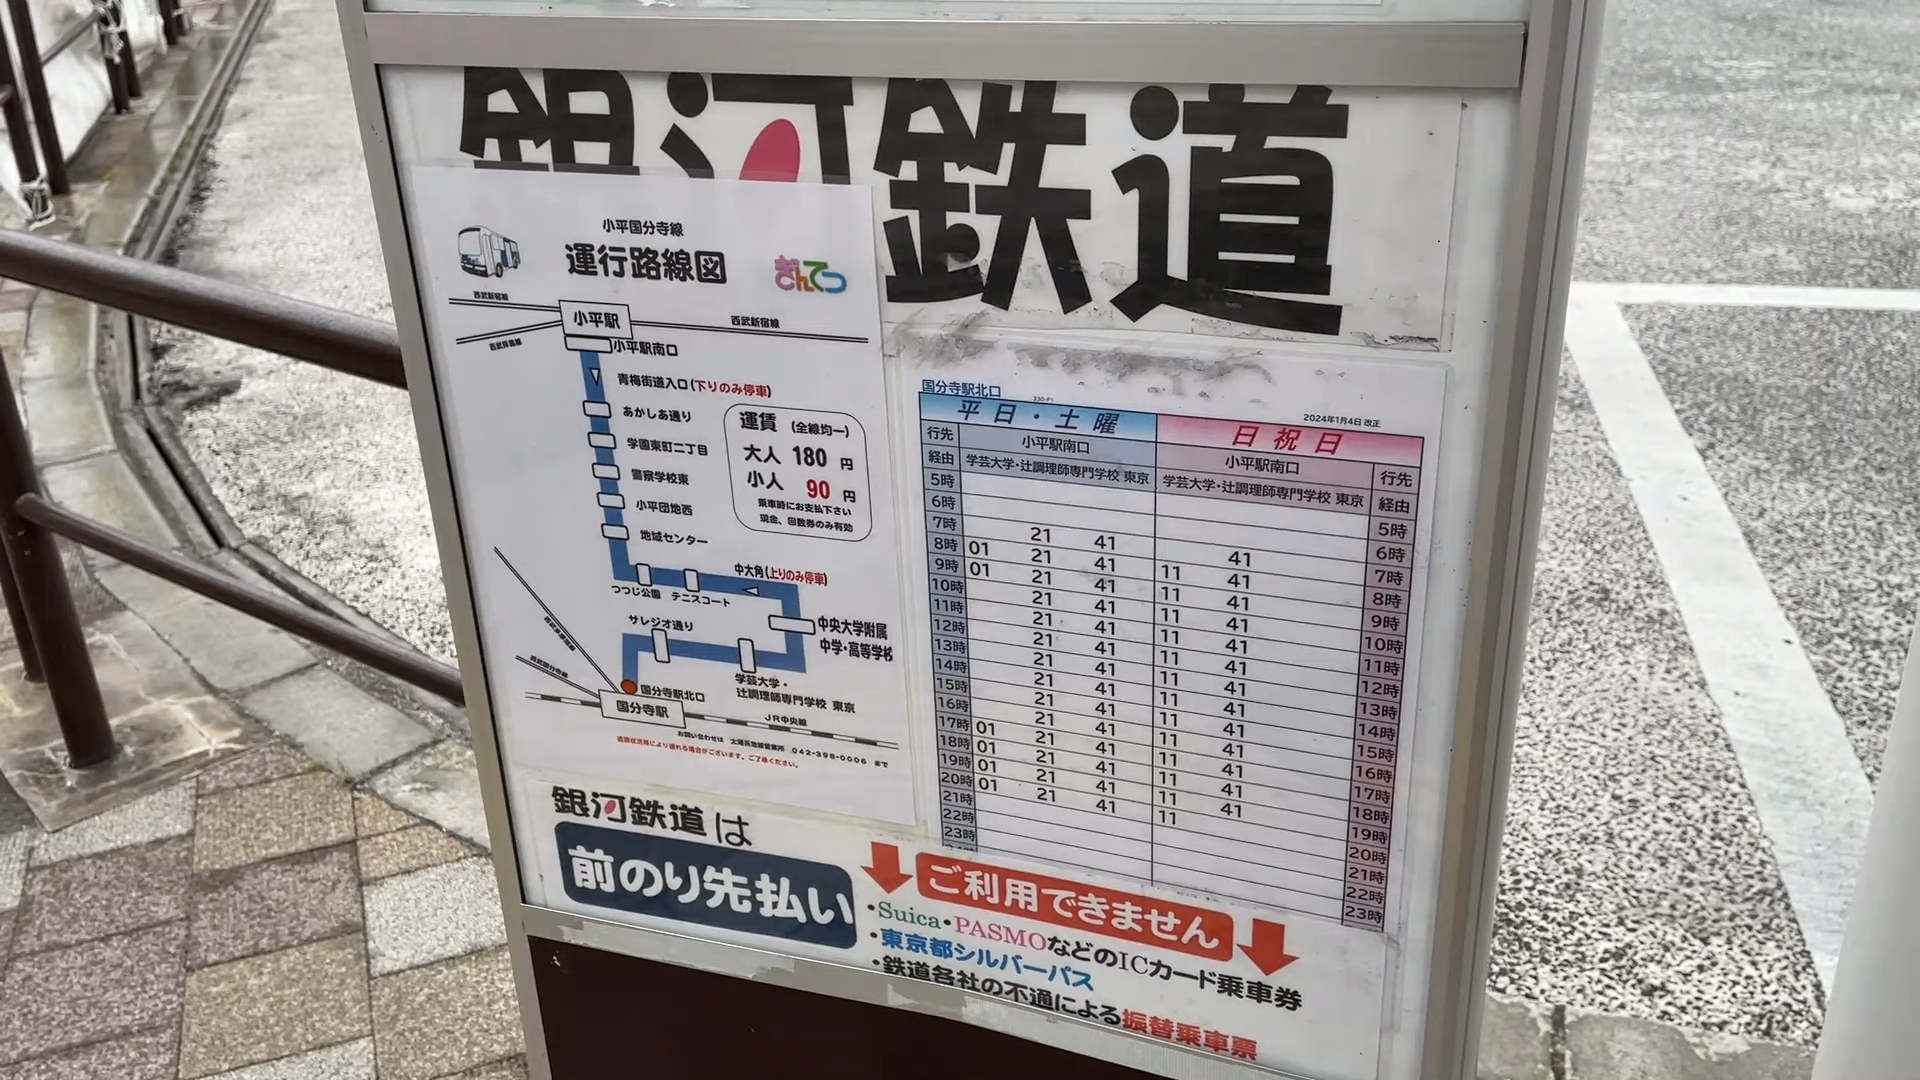 銀河鉄道
小平国分寺線
運行路線図
ぎんてつ
西武新宿線
小平駅
西武新宿線
西武拝島線
小平駅南口
青梅街道入口(下りのみ停車)
あかしあ通り
学園東町二丁目
警察学校東
小平団地西
地域センター
運賃 (全線均一)
大人 180 円
小人 90 円
乗車時にお支払下さい
現金、回数券のみ有効
つつじ公園 テニスコート
中大角(上りのみ停車)
中央大学附属
中学・高等学校
サレジオ通り
学芸大学・
辻調理師専門学校 東京
西武多摩湖線
西武国分寺線
国分寺駅北口
国分寺駅
JR中央線
お問い合わせは 042-398-0006 まで
道路状況等により遅れる場合がございます。ご了承ください。
国分寺駅北口
2024年1月4日 改正
平日・土曜 日祝日
行先 小平駅南口 小平駅南口 行先
経由 学芸大学・辻調理師専門学校 東京 学芸大学・辻調理師専門学校 東京 経由
5時 5時
6時 6時 41
7時 21 41 7時 11 41
8時 01 21 41 8時 11 41
9時 01 21 41 9時 11 41
10時 21 41 10時 11 41
11時 21 41 11時 11 41
12時 21 41 12時 11 41
13時 21 41 13時 11 41
14時 21 41 14時 11 41
15時 21 41 15時 11 41
16時 21 41 16時 11 41
17時 01 21 41 17時 11 41
18時 01 21 41 18時 11 41
19時 01 21 41 19時
20時 01 21 41 20時
21時 21時
22時 22時
23時 23時
銀河鉄道は
前のり先払い
ご利用できません
・Suica・PASMOなどのICカード乗車券
・東京都シルバーパス
・鉄道各社の不通による振替乗車票